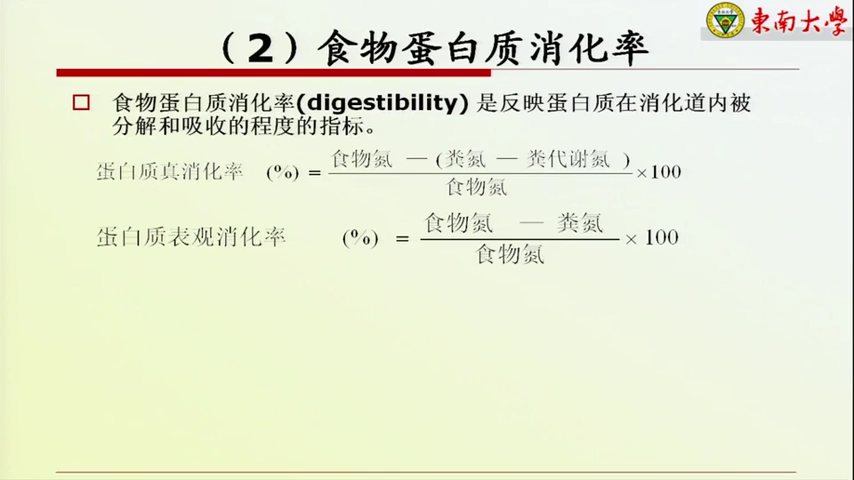 （2）食物蛋白质消化率
東南大學
食物蛋白质消化率(digestibility) 是反映蛋白质在消化道内被
分解和吸收的程度的指标。
蛋白质真消化率 (%) = 食物氮 — (粪氮 — 粪代谢氮 ) / 食物氮 ×100
蛋白质表观消化率 (%) = 食物氮 — 粪氮 / 食物氮 × 100